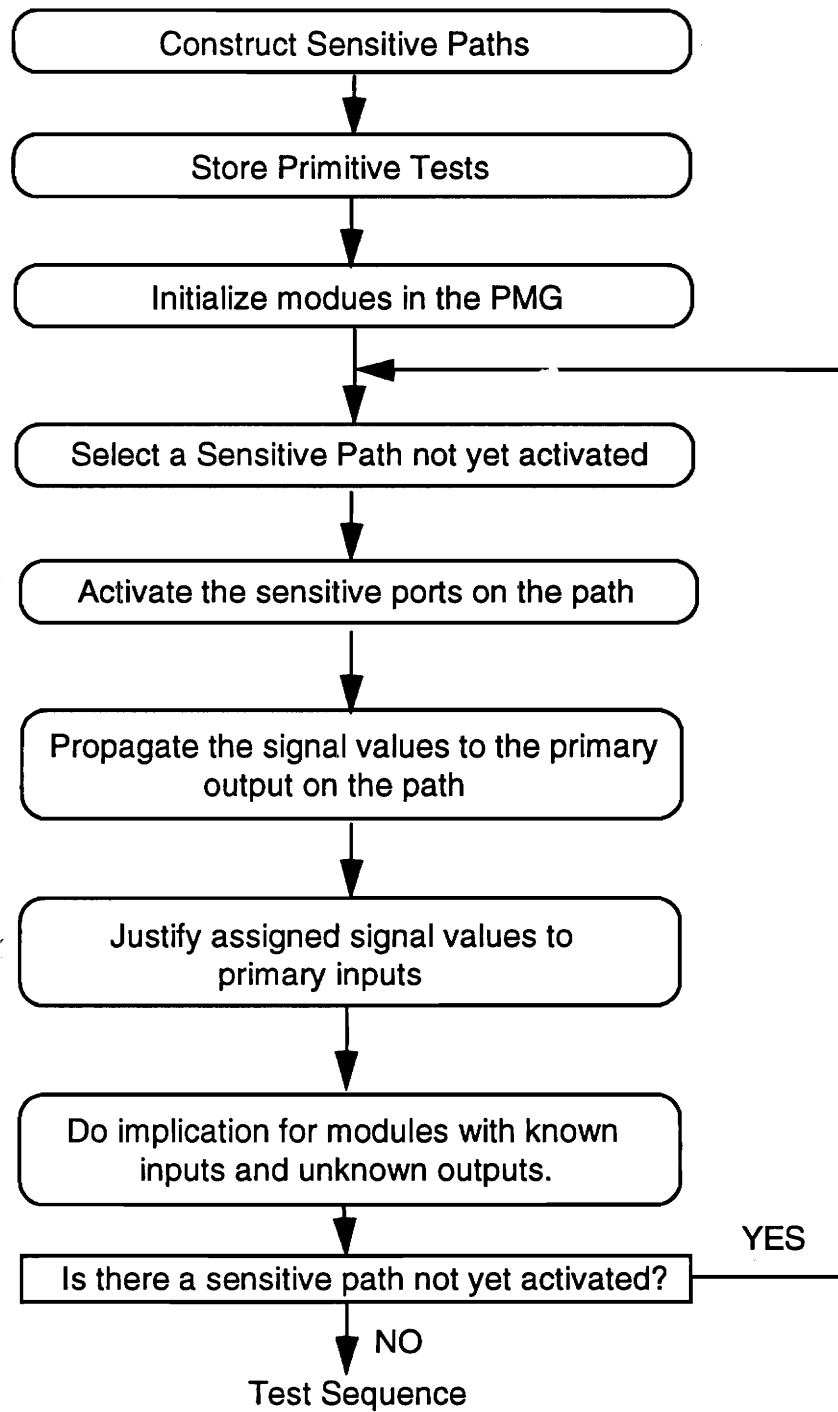 Construct Sensitive Paths
Store Primitive Tests
Initialize modues in the PMG
Select a Sensitive Path not yet activated
Activate the sensitive ports on the path
Propagate the signal values to the primary
output on the path
Justify assigned signal values to
primary inputs
Do implication for modules with known
inputs and unknown outputs.
YES
Is there a sensitive path not yet activated?
NO
Test Sequence